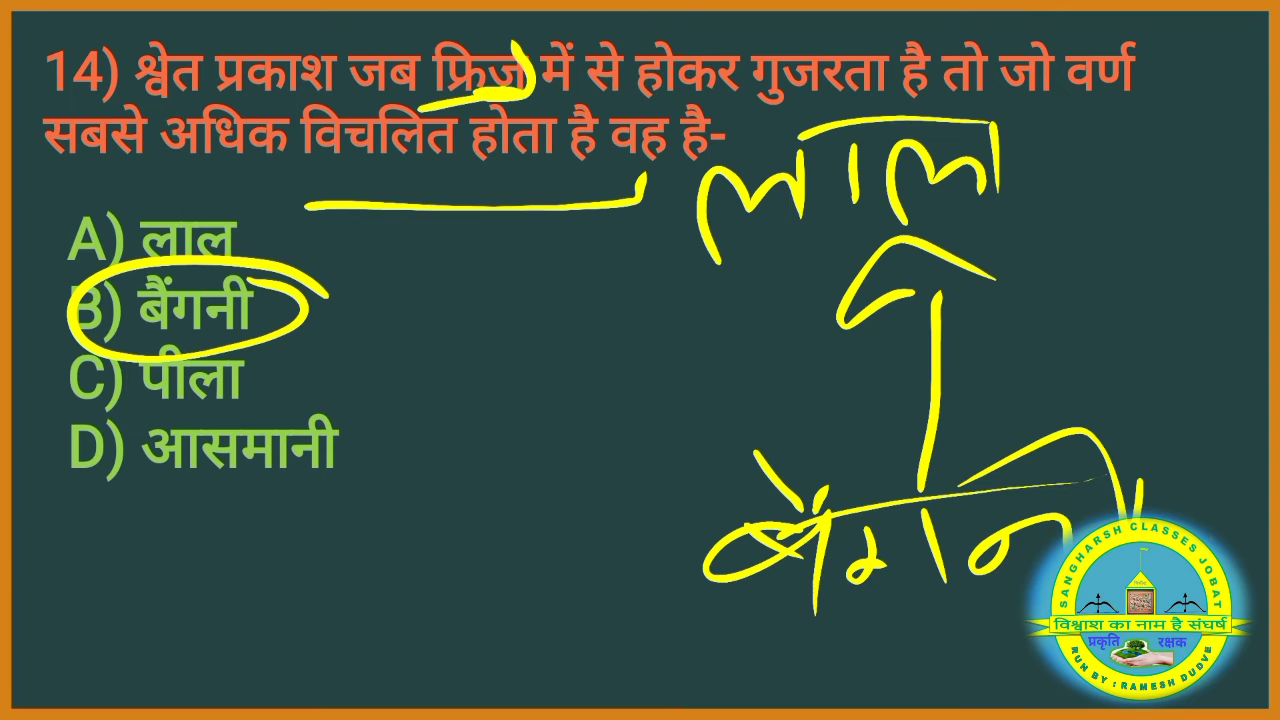 14) श्वेत प्रकाश जब फ्रिज में से होकर गुजरता है तो जो वर्ण
सबसे अधिक विचलित होता है वह है-
लाल
A) लाल
B) बैंगनी
C) पीला
D) आसमानी
SANGHARSH CLASSES JOBAT
विश्वाश का नाम है संघर्ष
प्रकृति रक्षक
RUN BY : RAMESH DUDVE